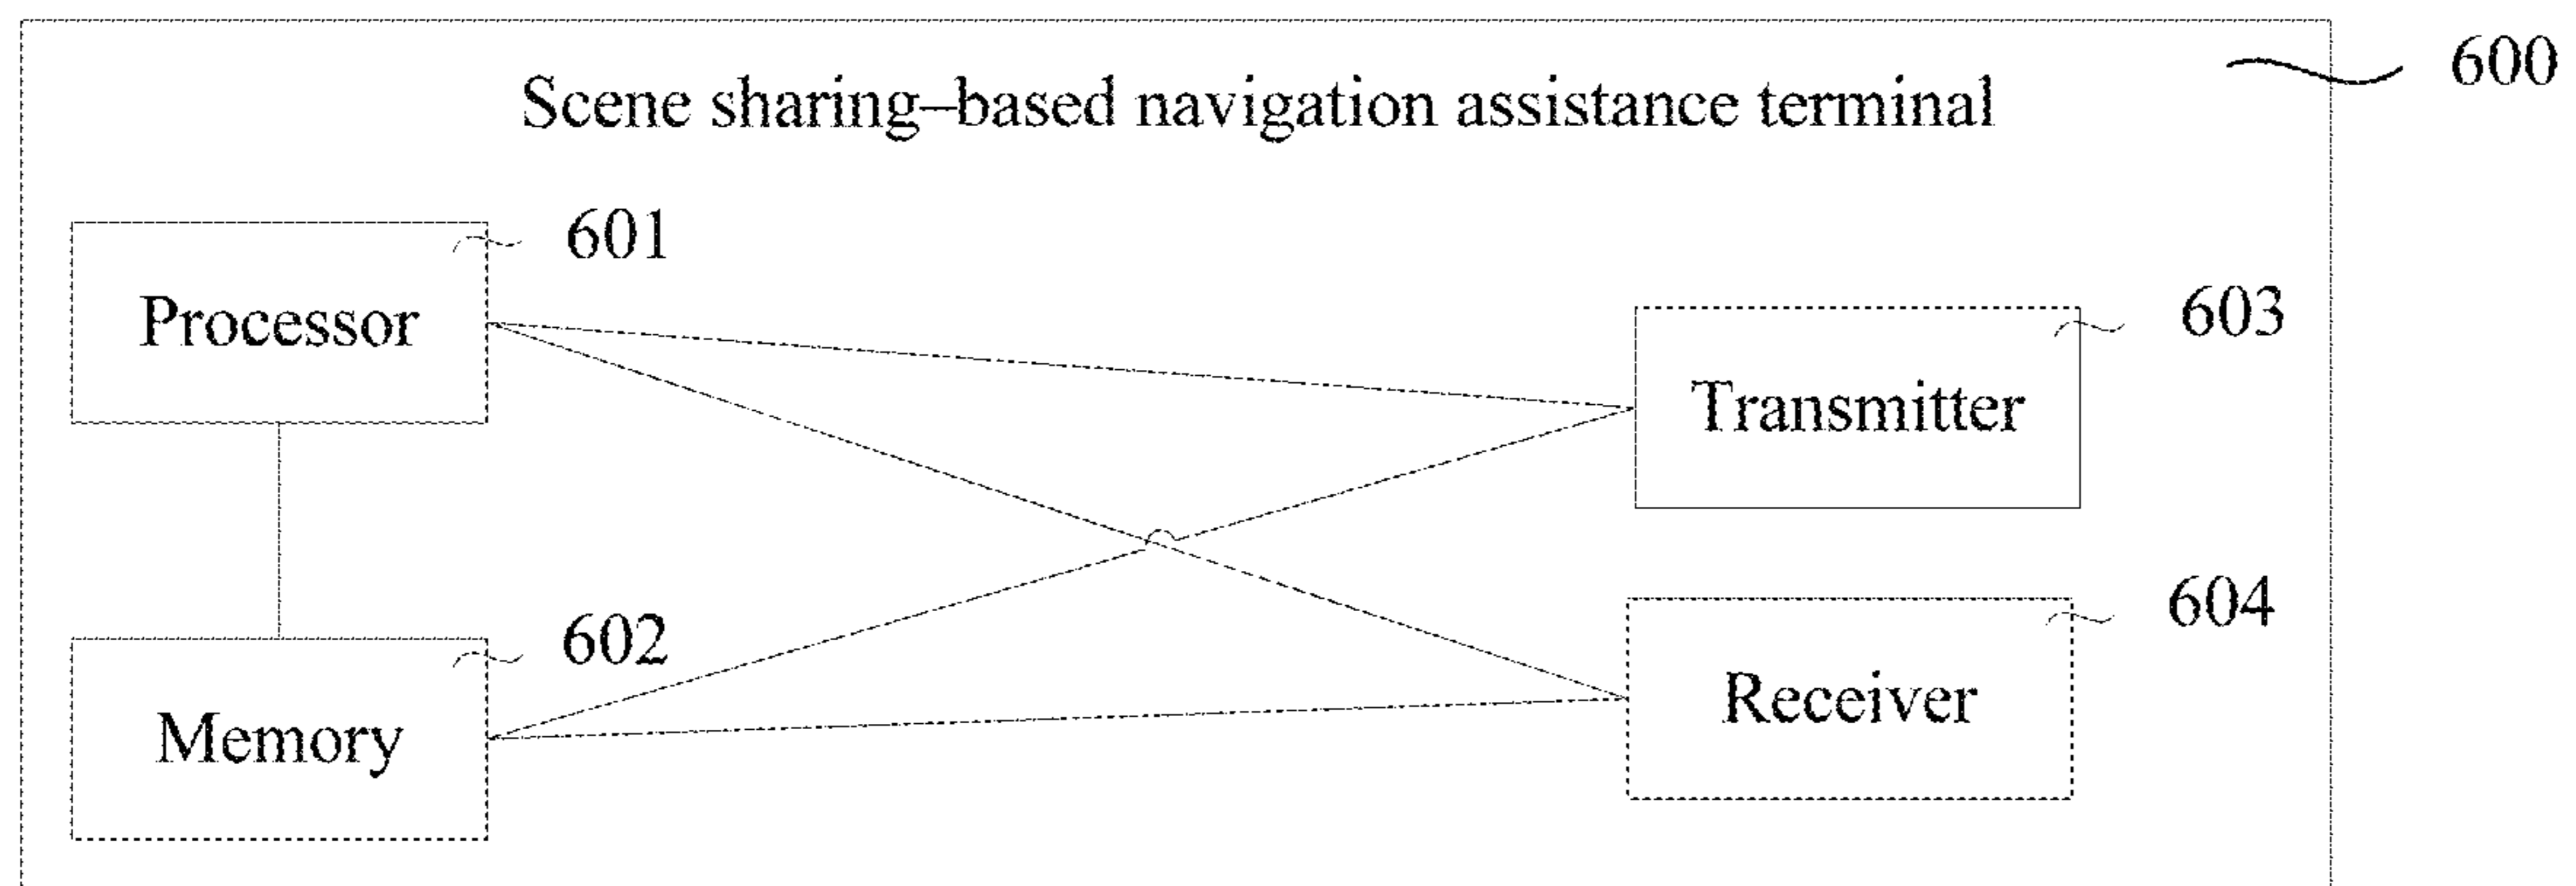 600
Scene sharing–based navigation assistance terminal
601
Processor
603
Transmitter
602
Memory
604
Receiver